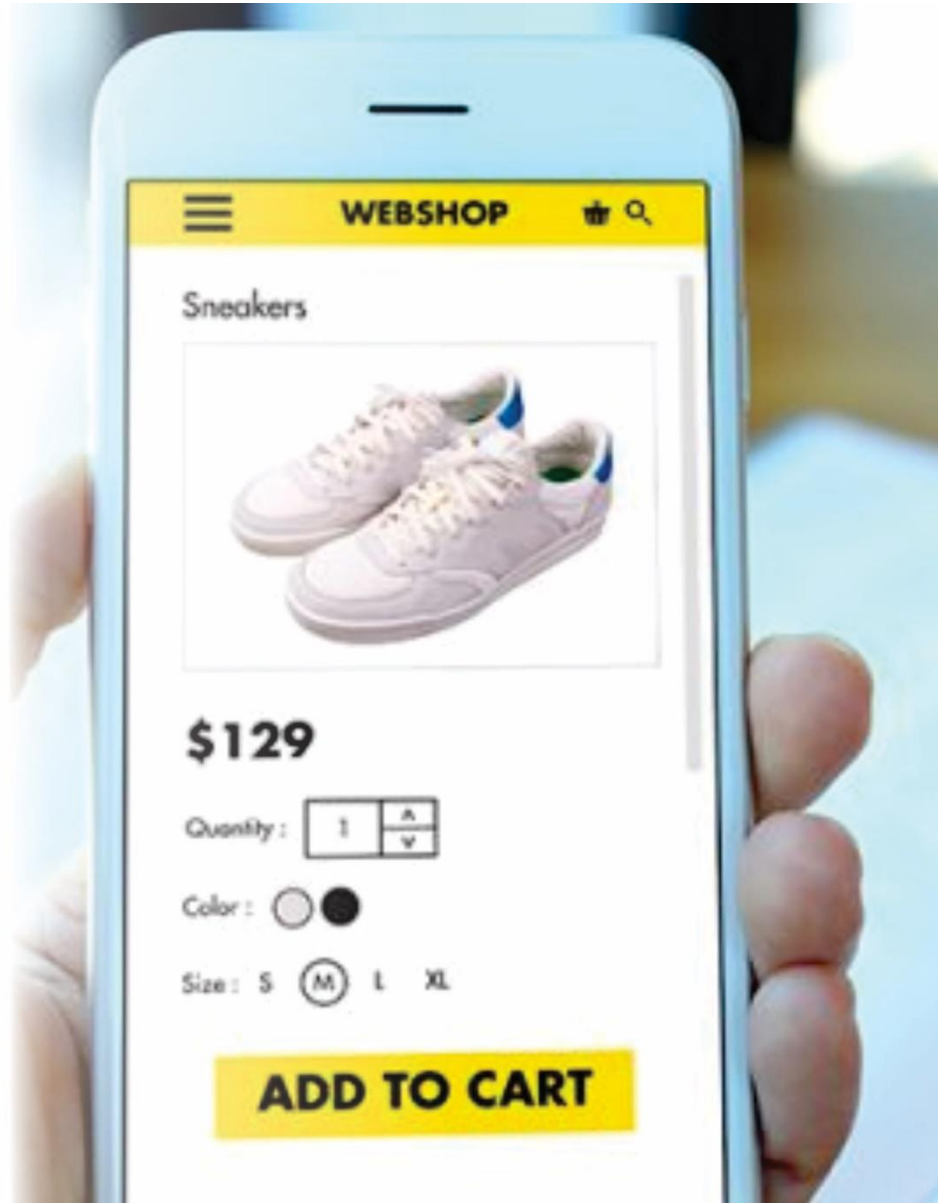 WEBSHOP
Sneakers
$129
Quantity : 1
Color :
Size : S M L XL
ADD TO CART